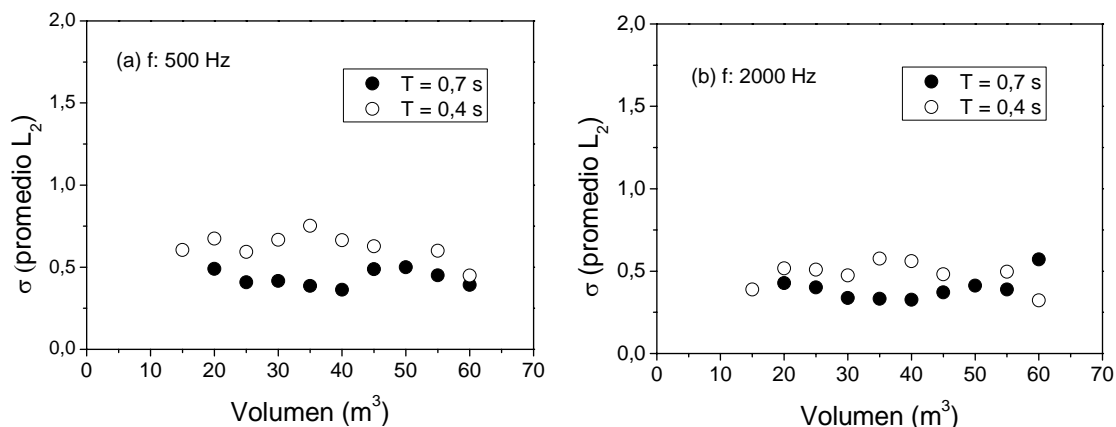 (a) f: 500 Hz
T = 0,7 s
T = 0,4 s
σ (promedio L₂)
2,0
1,5
1,0
0,5
0,0
0 10 20 30 40 50 60 70
Volumen (m³)
(b) f: 2000 Hz
T = 0,7 s
T = 0,4 s
σ (promedio L₂)
2,0
1,5
1,0
0,5
0,0
0 10 20 30 40 50 60 70
Volumen (m³)